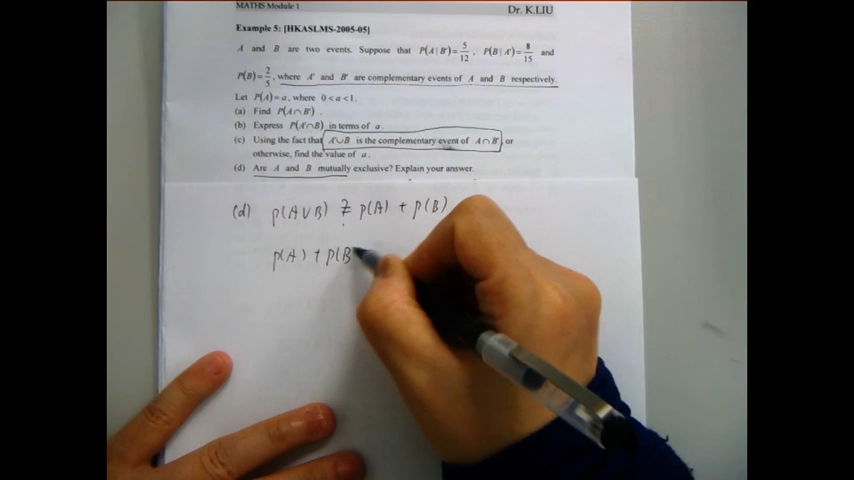 MATHS Module 1
Dr. K.LIU
Example 5: [HKASLMS-2005-05]
A and B are two events. Suppose that P(A | B') = 5/12, P(B | A') = 8/15 and
P(B) = 2/5, where A' and B' are complementary events of A and B respectively.
Let P(A) = a, where 0 < a < 1.
(a) Find P(A∩B').
(b) Express P(A'∩B) in terms of a.
(c) Using the fact that A'∪B is the complementary event of A∩B', or
otherwise, find the value of a.
(d) Are A and B mutually exclusive? Explain your answer.
(d) P(A∪B) ≟ P(A) + P(B)
P(A) + P(B